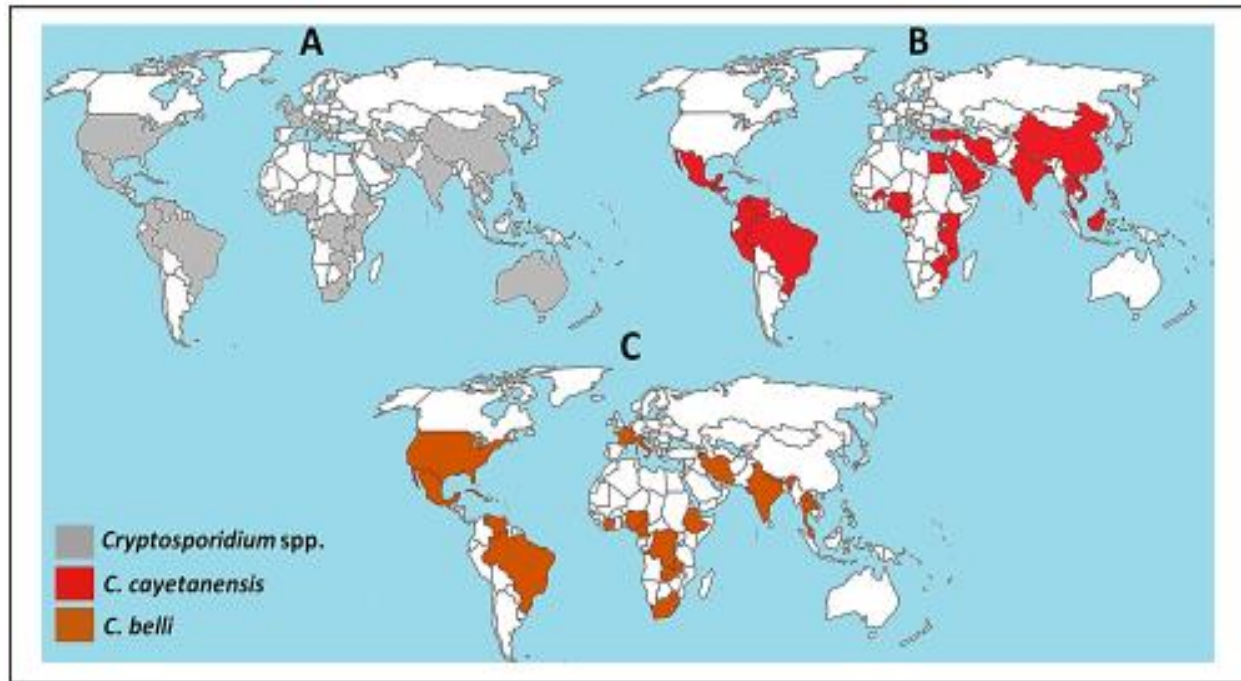 A
B
C
Cryptosporidium spp.
C. cayetanensis
C. belli